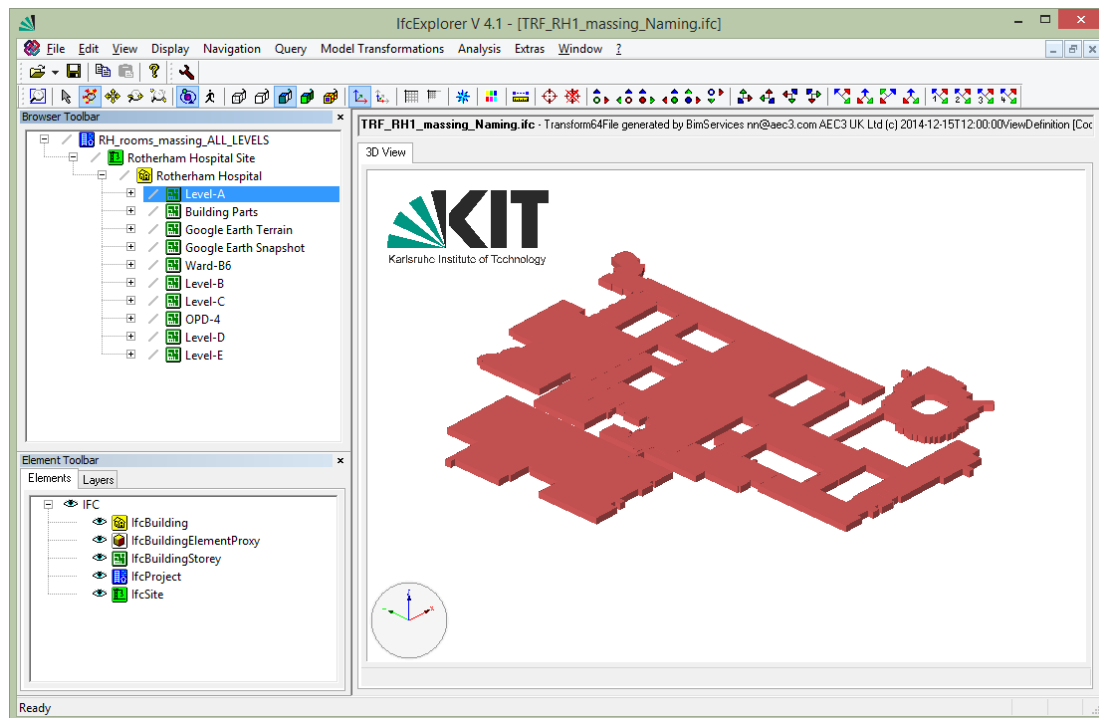 IfcExplorer V 4.1 - [TRF_RH1_massing_Naming.ifc]
File Edit View Display Navigation Query Model Transformations Analysis Extras Window ?
Browser Toolbar
RH_rooms_massing_ALL_LEVELS
Rotherham Hospital Site
Rotherham Hospital
Level-A
Building Parts
Google Earth Terrain
Google Earth Snapshot
Ward-B6
Level-B
Level-C
OPD-4
Level-D
Level-E
Element Toolbar
Elements Layers
IFC
IfcBuilding
IfcBuildingElementProxy
IfcBuildingStorey
IfcProject
IfcSite
TRF_RH1_massing_Naming.ifc - Transform64File generated by BimServices nn@aec3.com AEC3 UK Ltd (c) 2014-12-15T12:00:00ViewDefinition [Coc
3D View
KIT
Karlsruhe Institute of Technology
Z
X
Ready